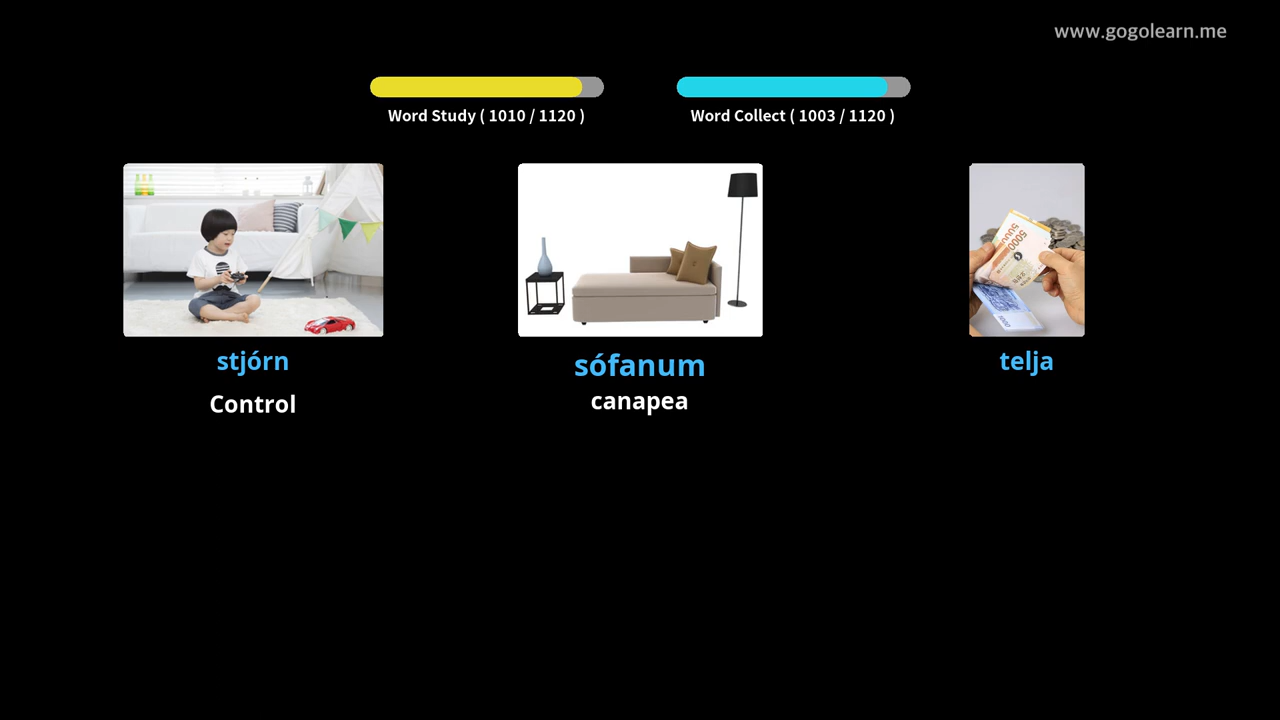 www.gogolearn.me
Word Study ( 1010 / 1120 )
Word Collect ( 1003 / 1120 )
stjórn
Control
sófanum
canapea
telja